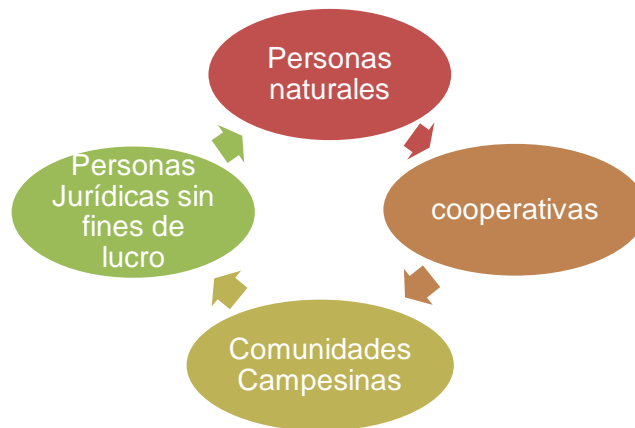 Personas
naturales
cooperativas
Comunidades
Campesinas
Personas
Jurídicas sin
fines de
lucro